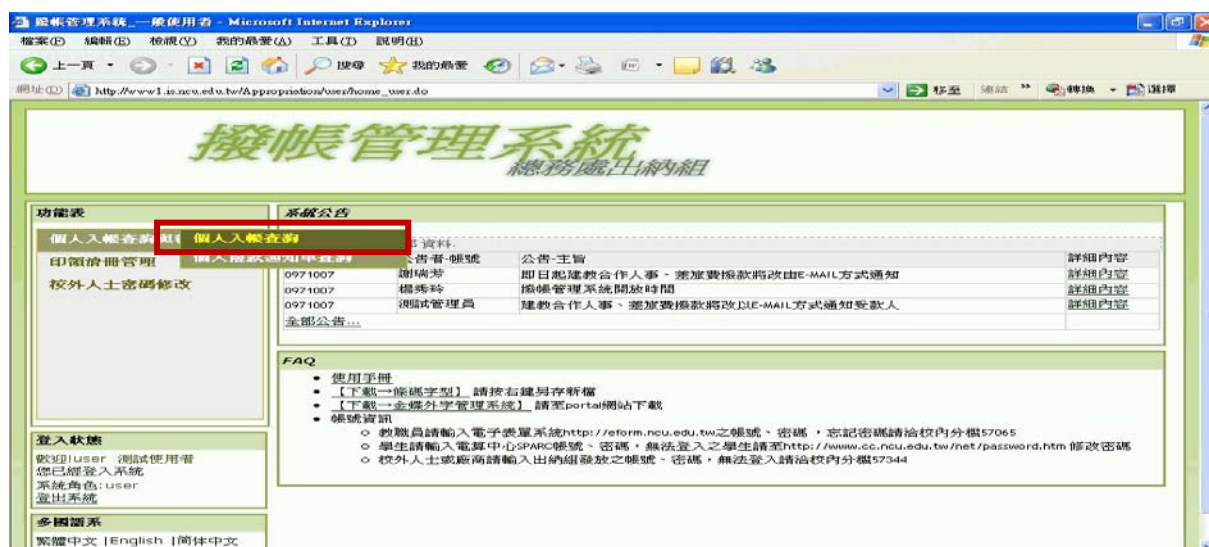 撥帳管理系統_一般使用者 - Microsoft Internet Explorer
檔案(F) 編輯(E) 檢視(V) 我的最愛(A) 工具(T) 說明(H)
上一頁 搜尋 我的最愛
網址(D) http://www1.is.ncu.edu.tw/Appropriation/user/home_user.do 移至 連結 » 轉換 選擇
撥帳管理系統
總務處出納組
功能表
個人入帳查詢
個人入帳查詢
個人撥款通知單查詢
印領清冊管理
校外人士密碼修改
系統公告
資料.
公告者-帳號 公告-主旨 詳細內容
0971007 謝瑞芳 即日起建教合作人事、差旅費撥款將改由E-MAIL方式通知 詳細內容
0971007 楊秀玲 撥帳管理系統開放時間 詳細內容
0971007 測試管理員 建教合作人事、差旅費撥款將改以E-MAIL方式通知受款人 詳細內容
全部公告...
FAQ
使用手冊
【下載一條碼字型】 請按右鍵另存新檔
【下載一金蝶外字管理系統】 請至portal網站下載
帳號資訊
教職員請輸入電子表單系統http://eform.ncu.edu.tw之帳號、密碼，忘記密碼請洽校內分機57065
學生請輸入電算中心SPARC帳號、密碼，無法登入之學生請至http://www.cc.ncu.edu.tw/net/password.htm 修改密碼
校外人士或廠商請輸入出納組發放之帳號、密碼，無法登入請洽校內分機57344
登入狀態
歡迎!user 測試使用者
您已經登入系統
系統角色:user
登出系統
多國語系
繁體中文 |English |简体中文